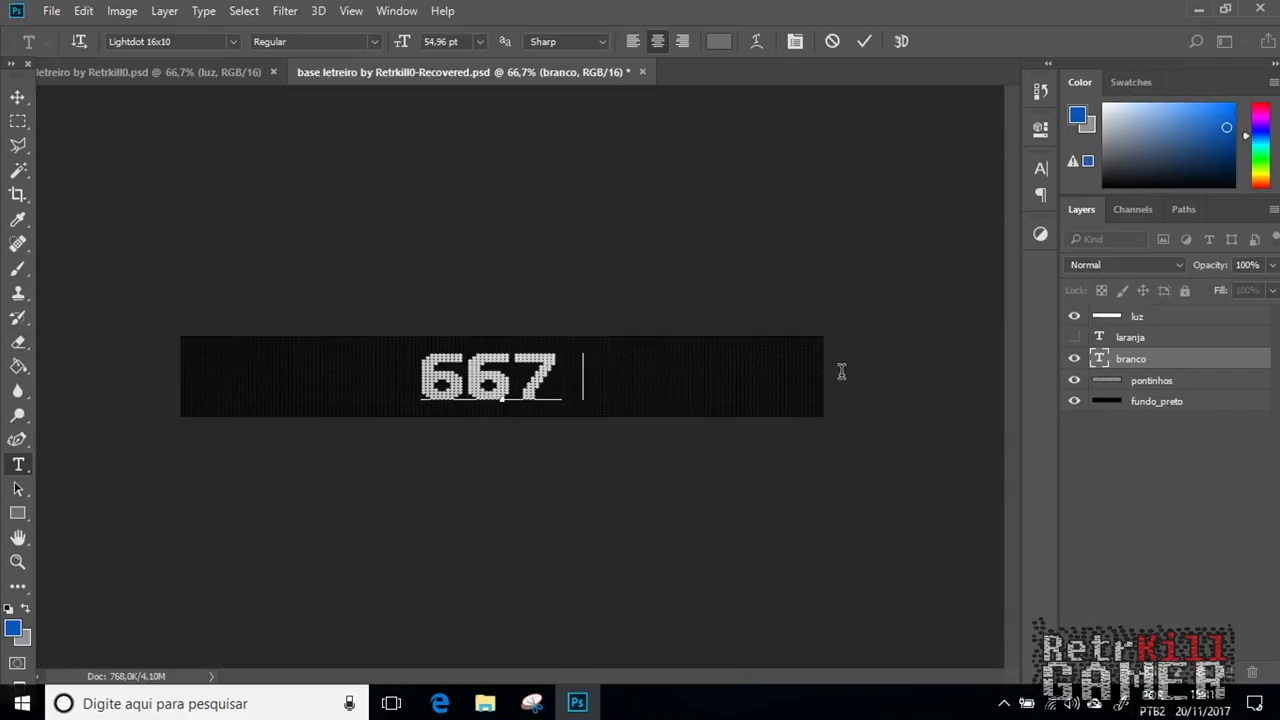 Ps File Edit Image Layer Type Select Filter 3D View Window Help
T Lightdot 16x10 Regular 54,96 pt aa Sharp 3D
letreiro by Retrkill0.psd @ 66,7% (luz, RGB/16) × base letreiro by Retrkill0-Recovered.psd @ 66,7% (branco, RGB/16) * ×
Color Swatches
Layers Channels Paths
Kind
Normal Opacity: 100%
Lock: Fill: 100%
luz
T laranja
T branco
pontinhos
fundo_preto
667
RetrKill
GAMER
Doc: 768,0K/4,10M
Digite aqui para pesquisar
PTB2 20/11/2017